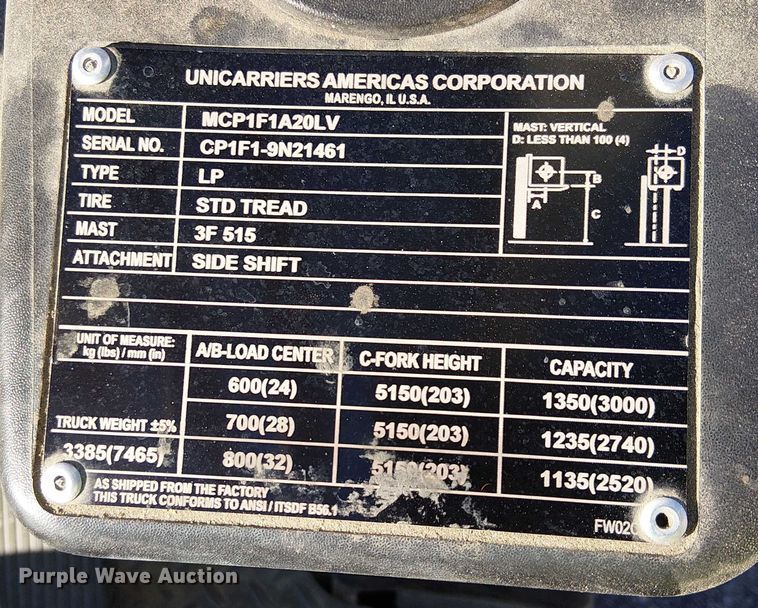 UNICARRIERS AMERICAS CORPORATION
MARENGO, IL U.S.A.
MODEL MCP1F1A20LV
SERIAL NO. CP1F1-9N21461
TYPE LP
TIRE STD TREAD
MAST 3F 515
ATTACHMENT SIDE SHIFT
MAST: VERTICAL
D: LESS THAN 100 (4)
D
B
A
C
UNIT OF MEASURE:
kg (lbs) / mm (in)
A/B-LOAD CENTER C-FORK HEIGHT CAPACITY
600(24) 5150(203) 1350(3000)
700(28) 5150(203) 1235(2740)
800(32) 5150(203) 1135(2520)
TRUCK WEIGHT ±5%
3385(7465)
AS SHIPPED FROM THE FACTORY
THIS TRUCK CONFORMS TO ANSI / ITSDF B56.1
Purple Wave Auction